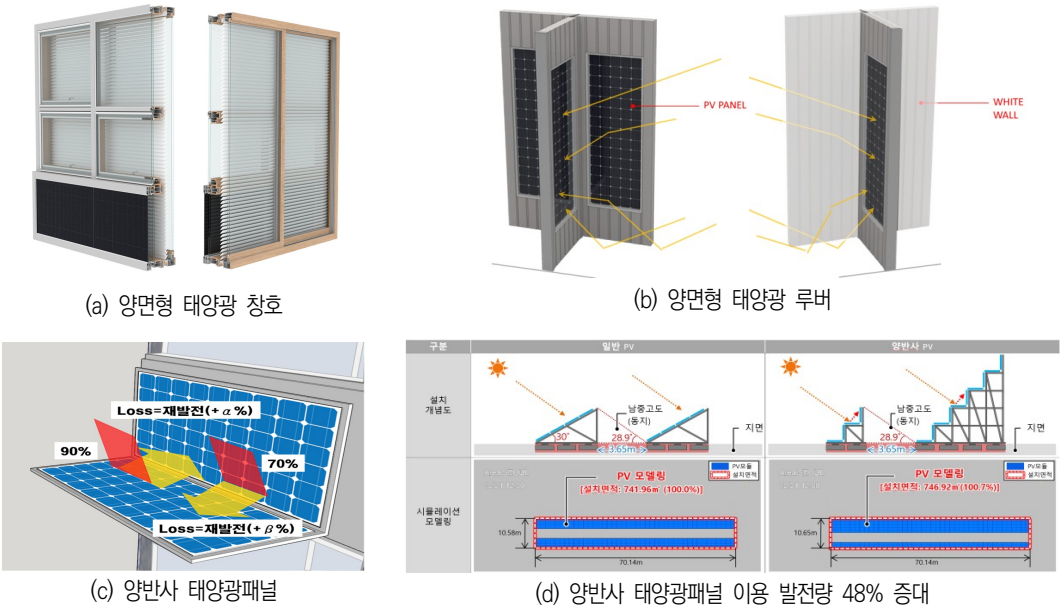 PV PANEL
WHITE
WALL
(a) 양면형 태양광 창호
(b) 양면형 태양광 루버
Loss=재발전(+α%)
90%
70%
Loss=재발전(+β%)
(c) 양반사 태양광패널
구분
일반 PV
양반사 PV
설치
개념도
남중고도
(동지)
지면
30˚
28.9˚
3.65m
남중고도
(동지)
지면
28.9˚
3.65m
시뮬레이션
모델링
PV모듈
설치면적
PV 모델링
[설치면적: 741.96㎡ (100.0%)]
10.58m
70.14m
PV모듈
설치면적
PV 모델링
[설치면적: 746.92㎡(100.7%)]
10.65m
70.14m
(d) 양반사 태양광패널 이용 발전량 48% 증대